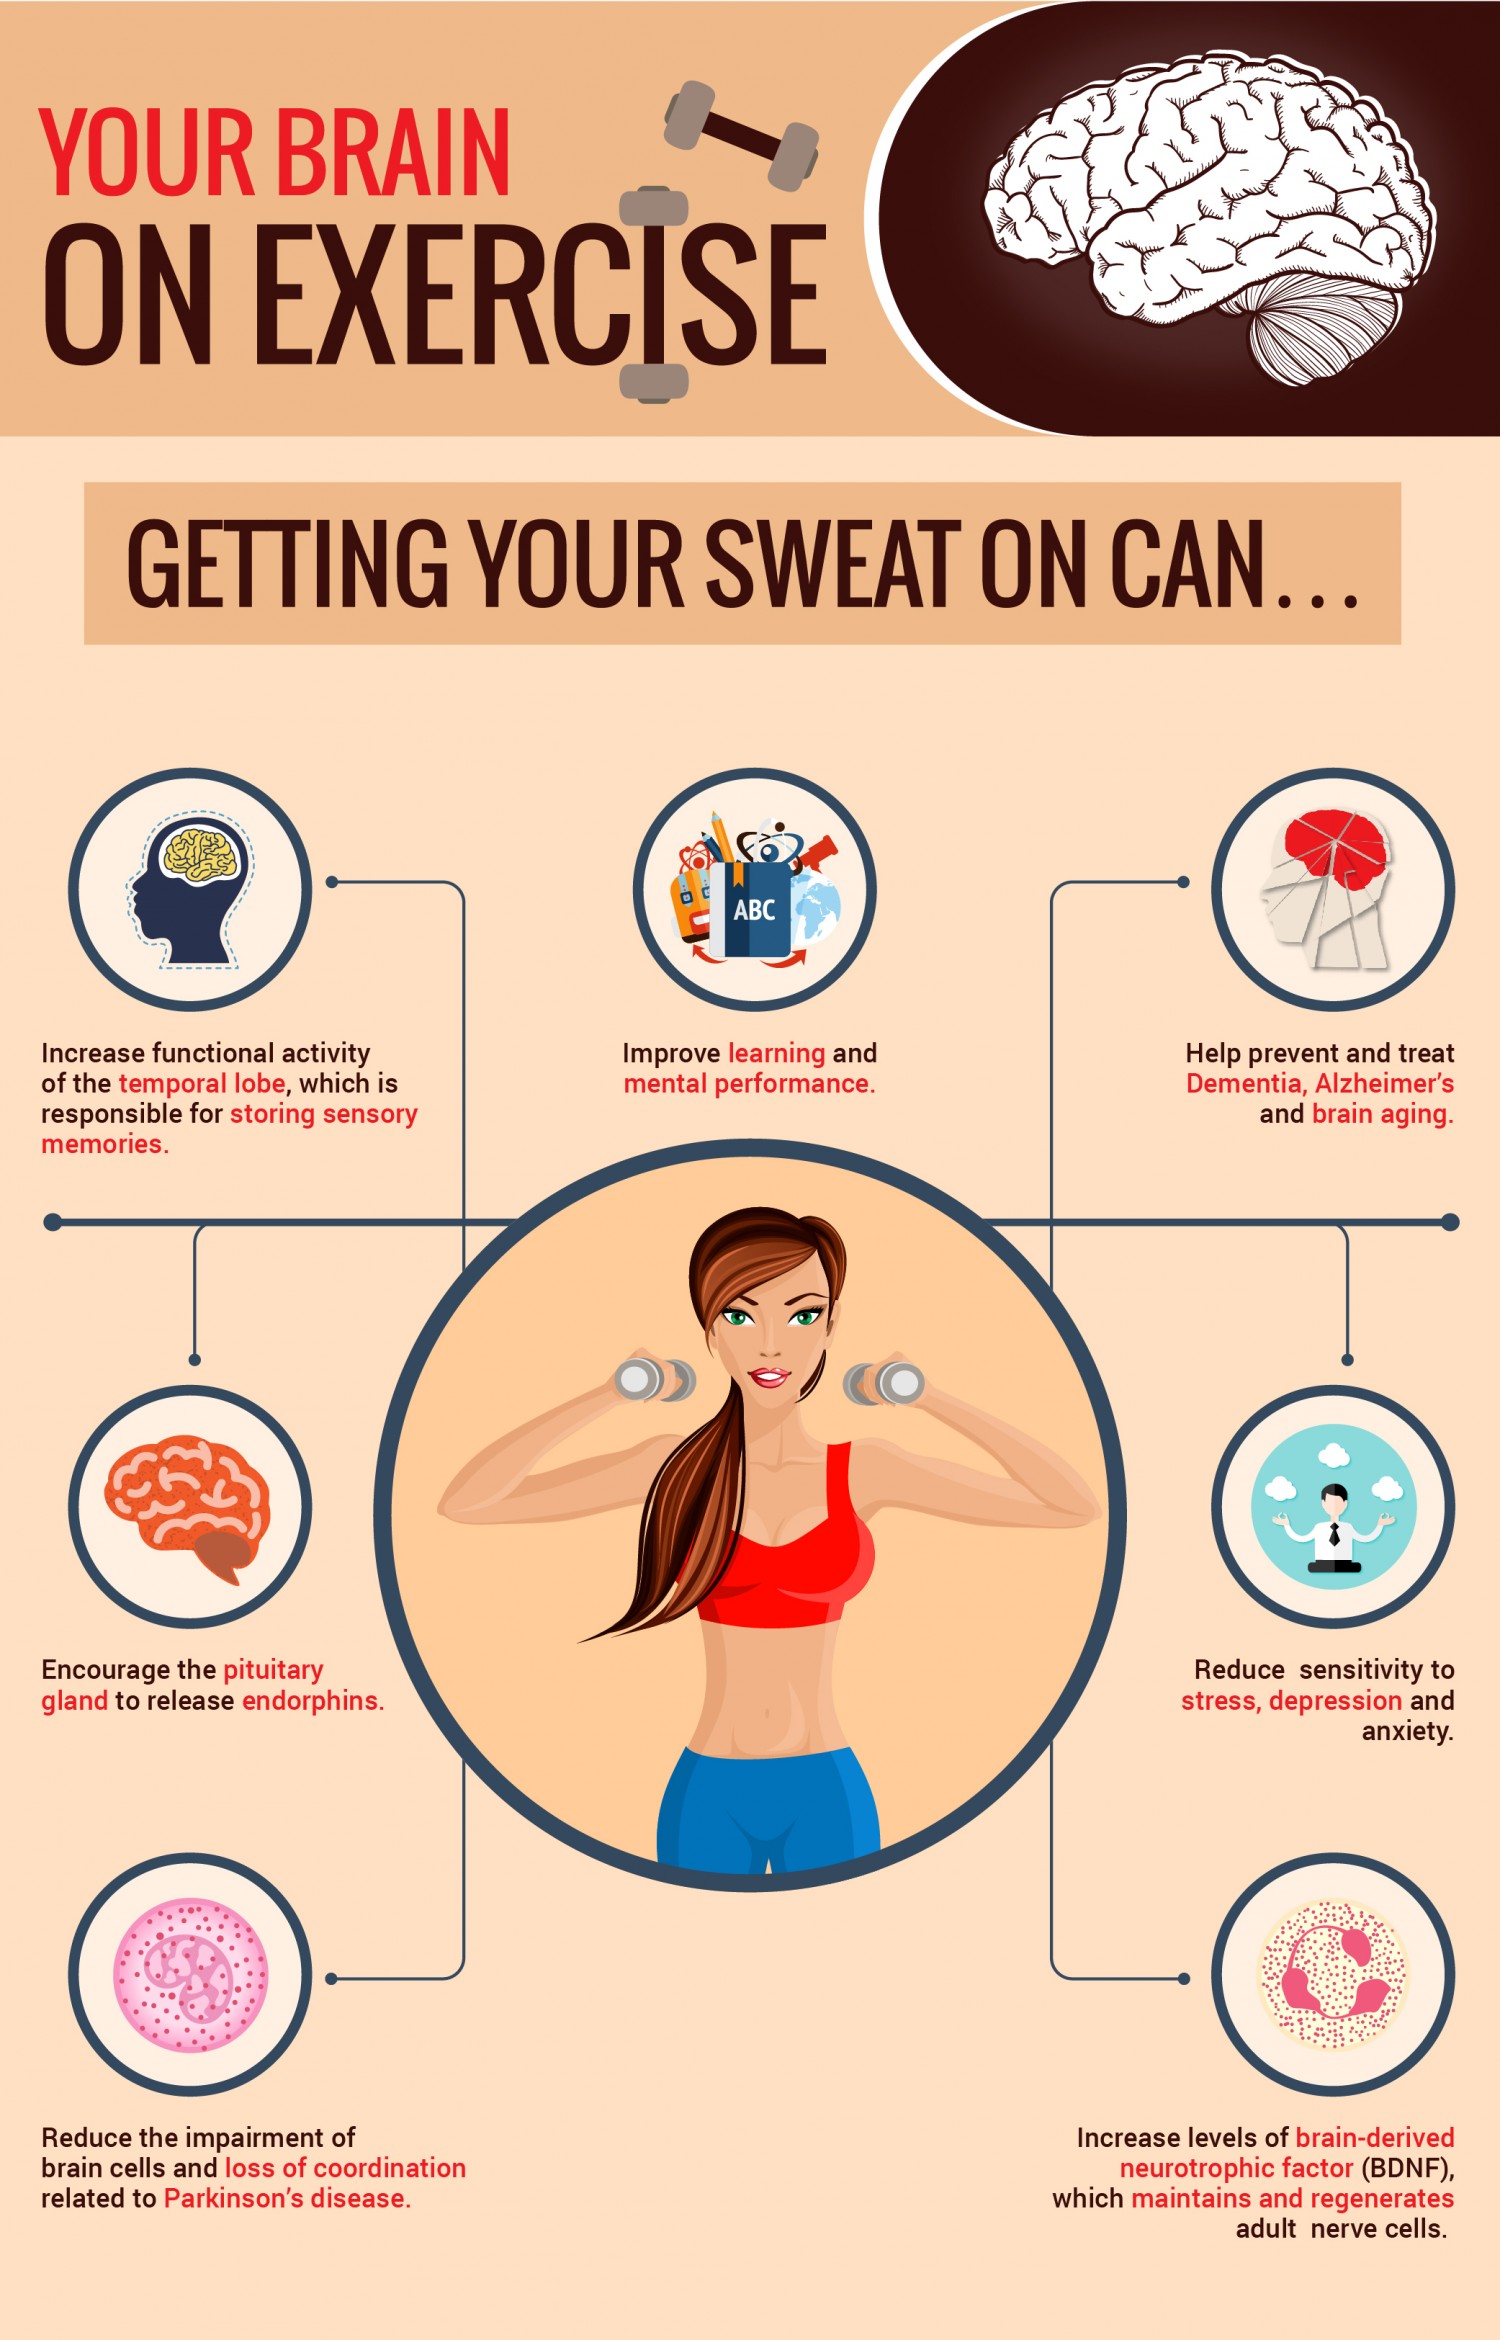 YOUR BRAIN
ON EXERCISE
GETTING YOUR SWEAT ON CAN...
ABC
Increase functional activity
of the temporal lobe, which is
responsible for storing sensory
memories.
Improve learning and
mental performance.
Help prevent and treat
Dementia, Alzheimer's
and brain aging.
Encourage the pituitary
gland to release endorphins.
Reduce sensitivity to
stress, depression and
anxiety.
Reduce the impairment of
brain cells and loss of coordination
related to Parkinson's disease.
Increase levels of brain-derived
neurotrophic factor (BDNF),
which maintains and regenerates
adult nerve cells.